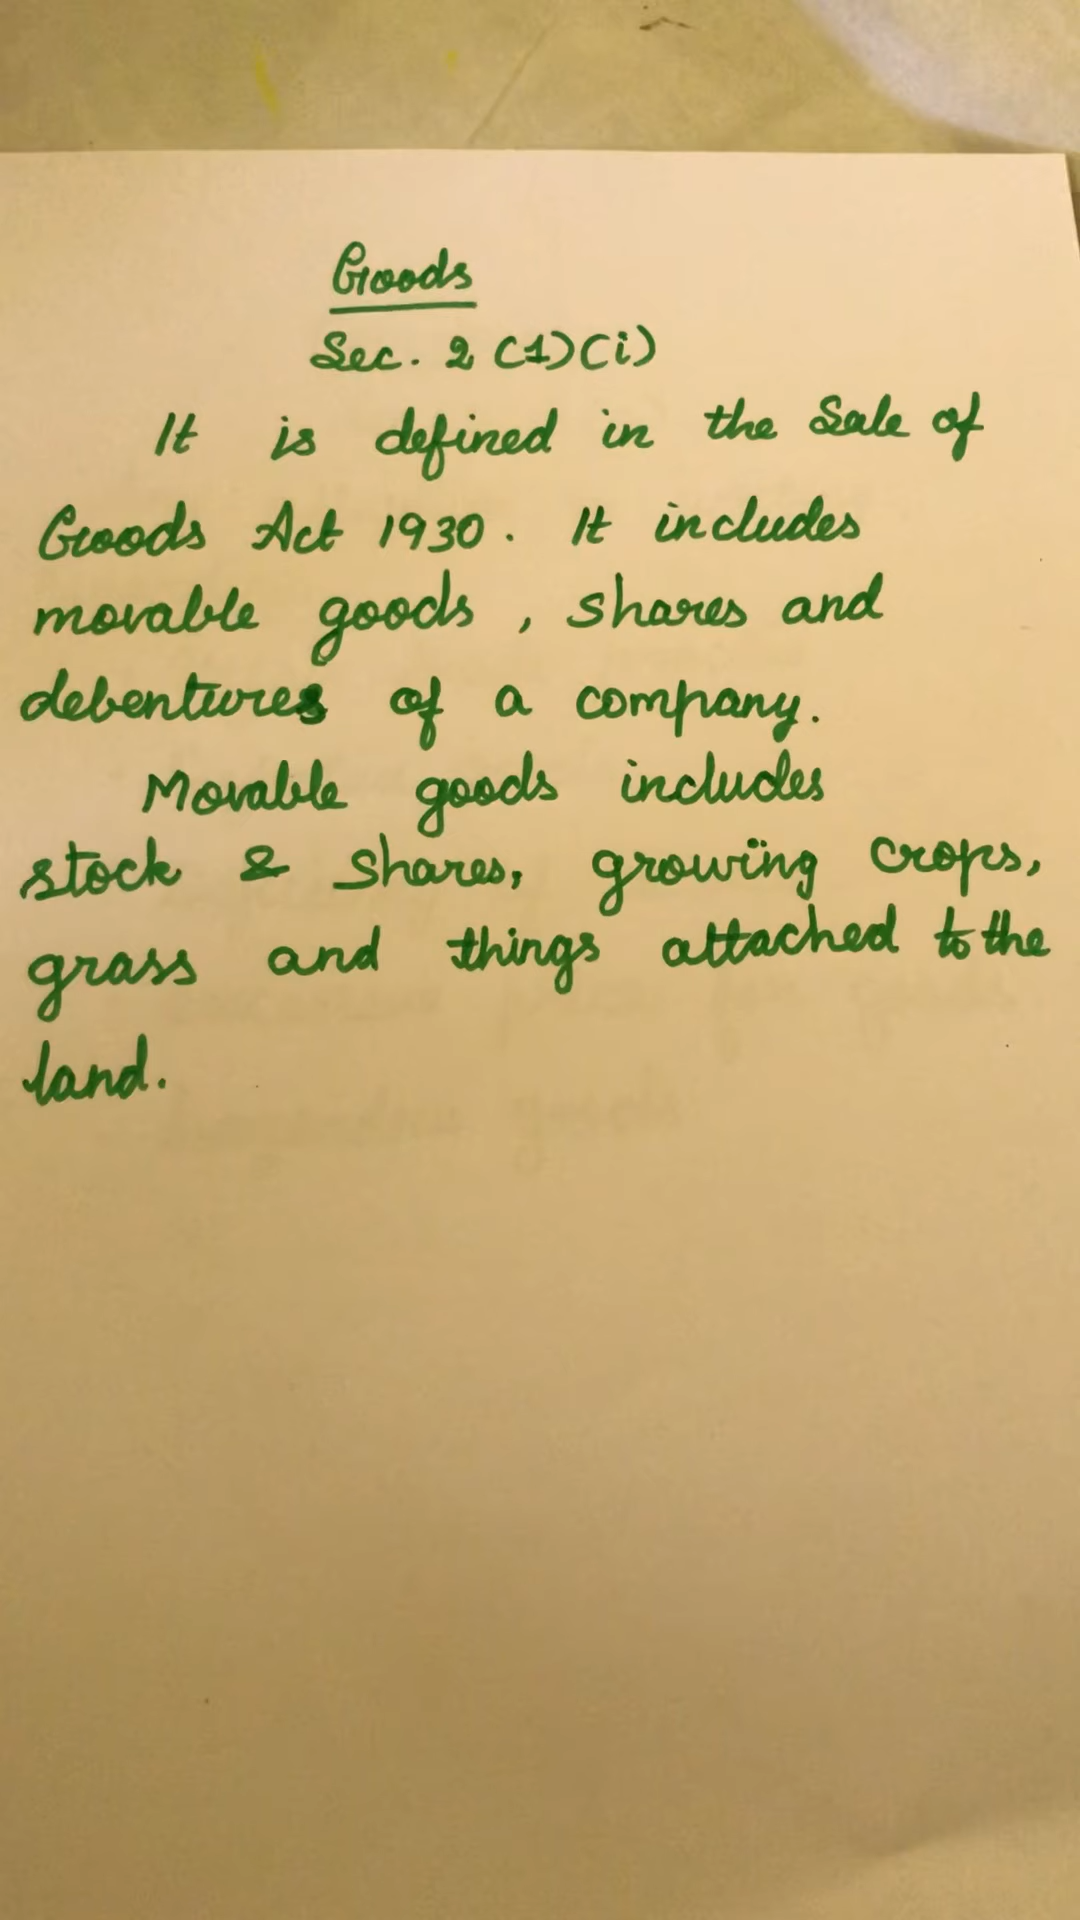 Goods
Sec. 2 (1)(i)
It is defined in the Sale of
Goods Act 1930. It includes
movable goods, shares and
debentures of a company.
Movable goods includes
stock & shares, growing crops,
grass and things attached to the
land.